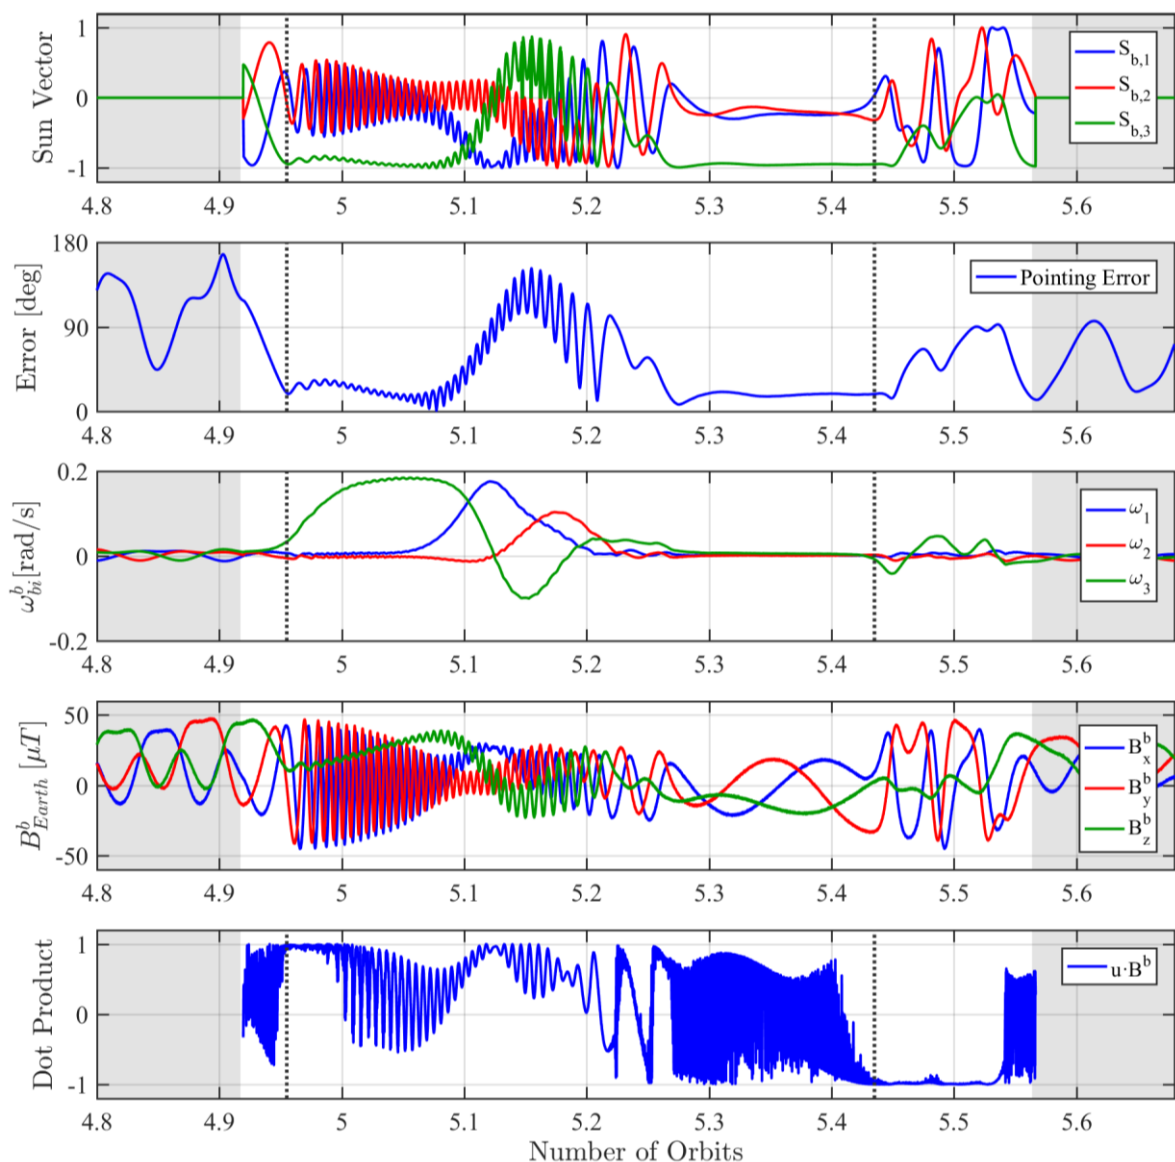 Sun Vector
1
0
-1
S_b,1
S_b,2
S_b,3
4.8 4.9 5 5.1 5.2 5.3 5.4 5.5 5.6
Error [deg]
180
90
0
Pointing Error
4.8 4.9 5 5.1 5.2 5.3 5.4 5.5 5.6
ω^b_bi[rad/s]
0.2
0
-0.2
ω_1
ω_2
ω_3
4.8 4.9 5 5.1 5.2 5.3 5.4 5.5 5.6
B^b_Earth [μT]
50
0
-50
B^b_x
B^b_y
B^b_z
4.8 4.9 5 5.1 5.2 5.3 5.4 5.5 5.6
Dot Product
1
0
-1
u·B^b
4.8 4.9 5 5.1 5.2 5.3 5.4 5.5 5.6
Number of Orbits